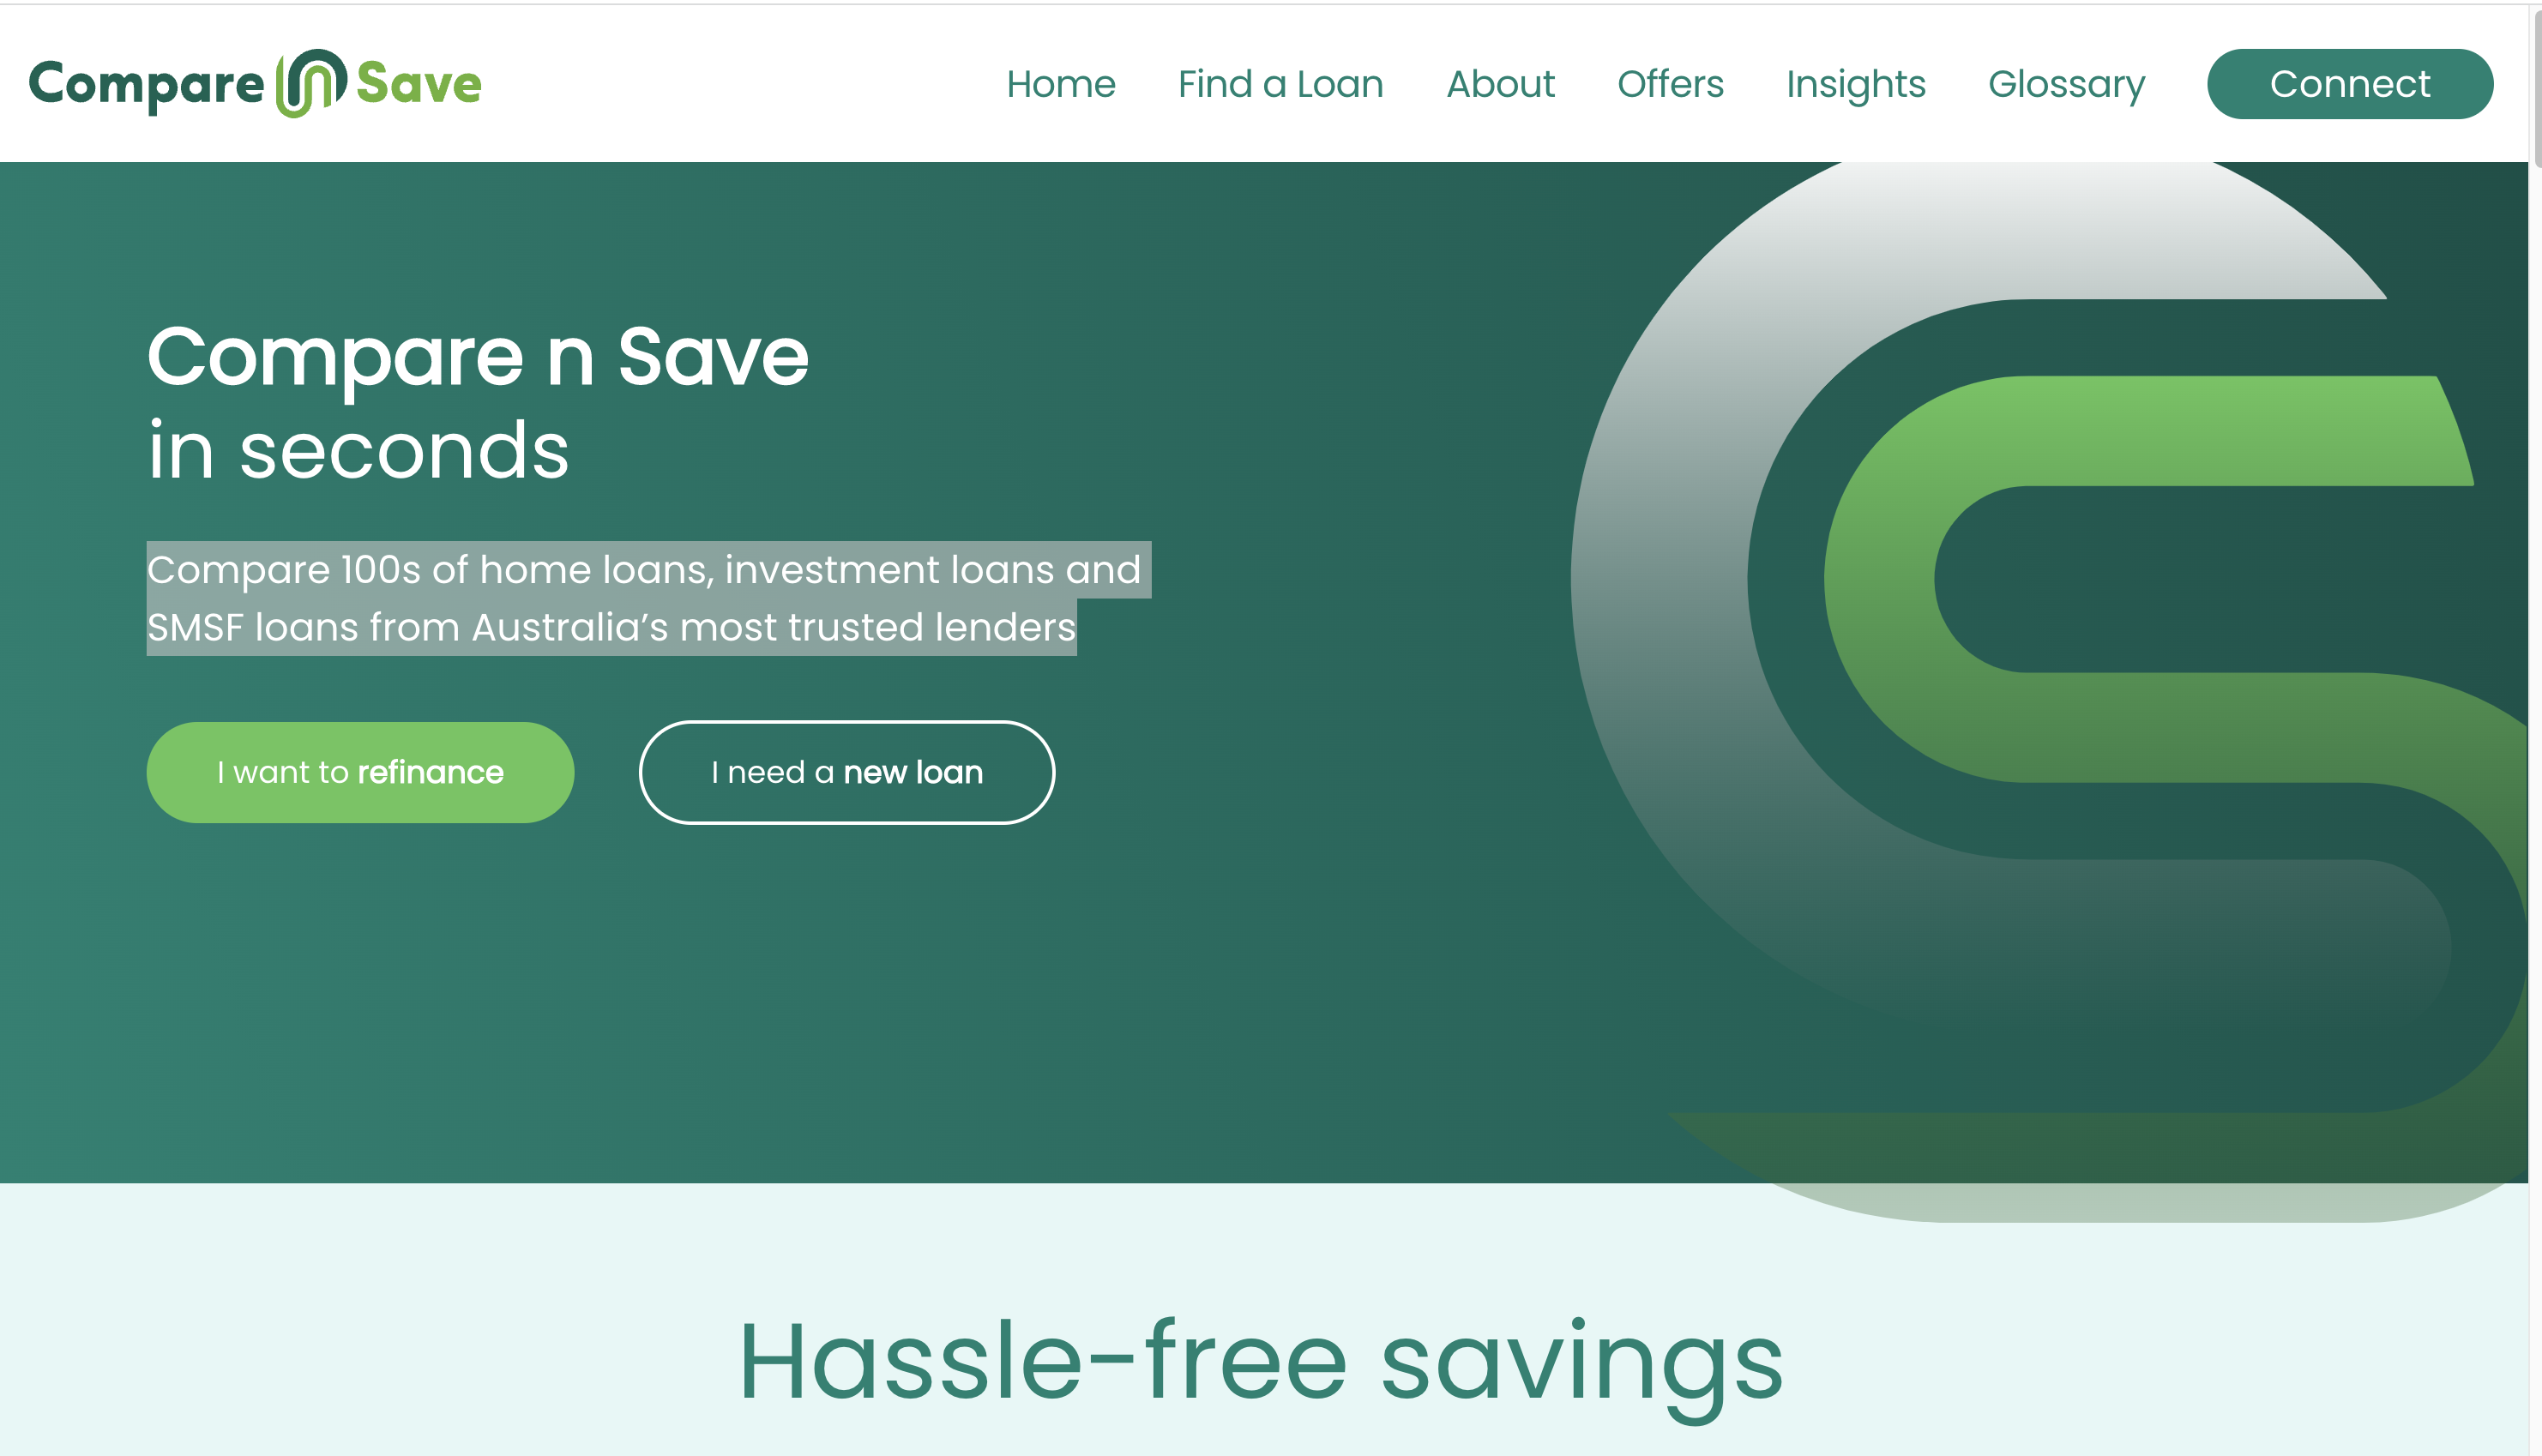 Compare n Save
Home Find a Loan About Offers Insights Glossary Connect
Compare n Save
in seconds
Compare 100s of home loans, investment loans and
SMSF loans from Australia’s most trusted lenders
I want to refinance I need a new loan
Hassle-free savings